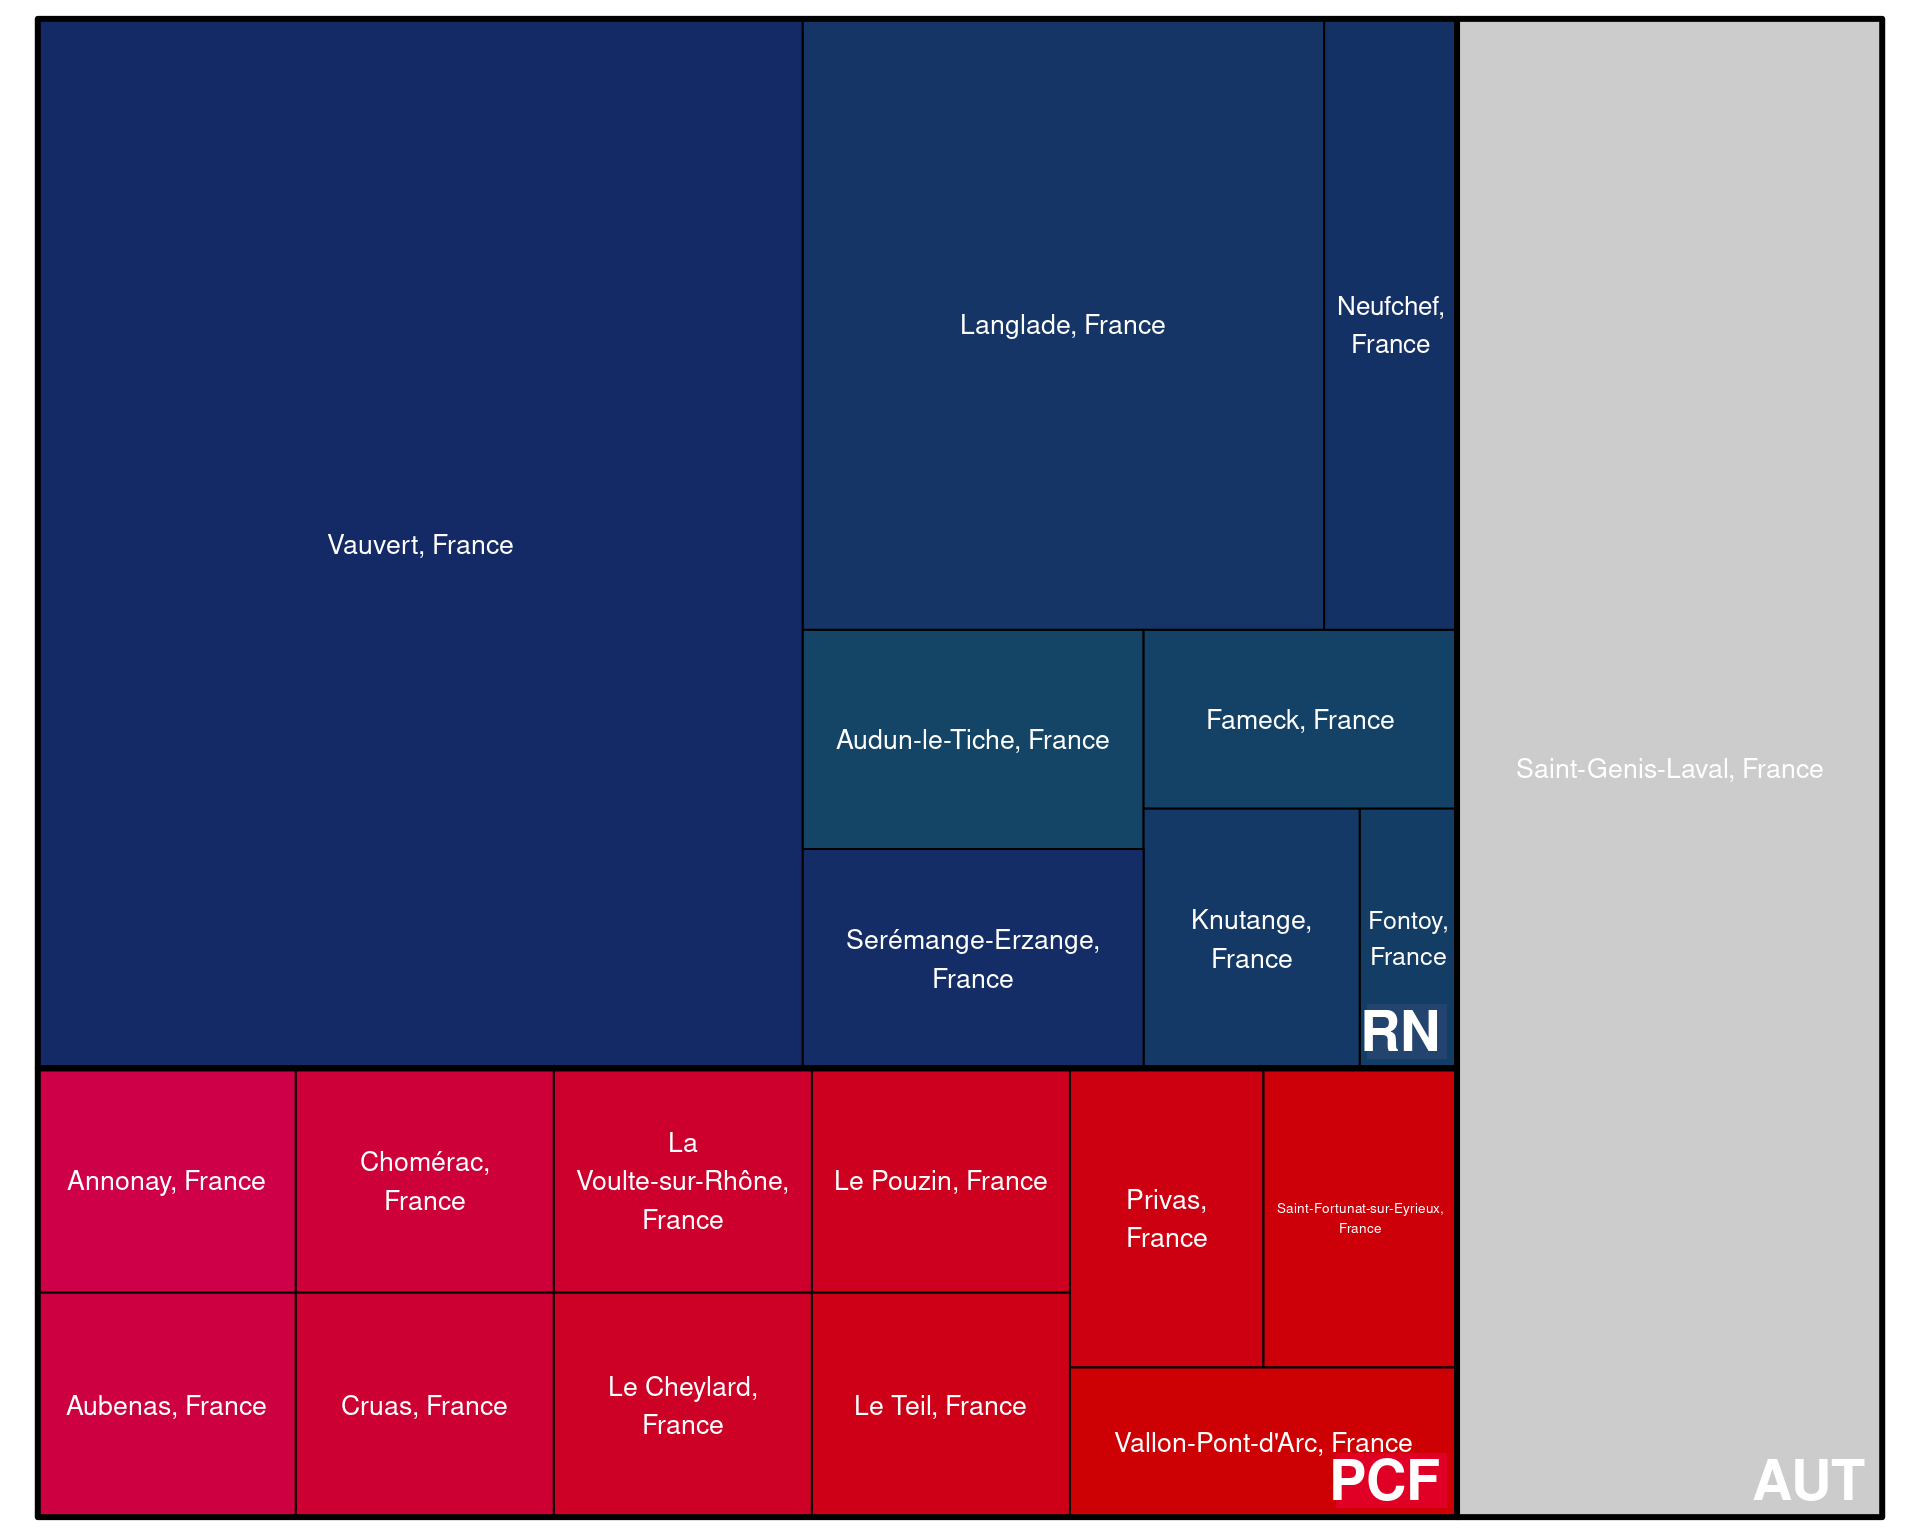 Vauvert, France
Langlade, France
Neufchef,
France
Audun-le-Tiche, France
Fameck, France
Serémange-Erzange,
France
Knutange,
France
Fontoy,
France
RN
Saint-Genis-Laval, France
AUT
Annonay, France
Chomérac,
France
La
Voulte-sur-Rhône,
France
Le Pouzin, France
Privas,
France
Saint-Fortunat-sur-Eyrieux,
France
Aubenas, France
Cruas, France
Le Cheylard,
France
Le Teil, France
Vallon-Pont-d'Arc, France
PCF